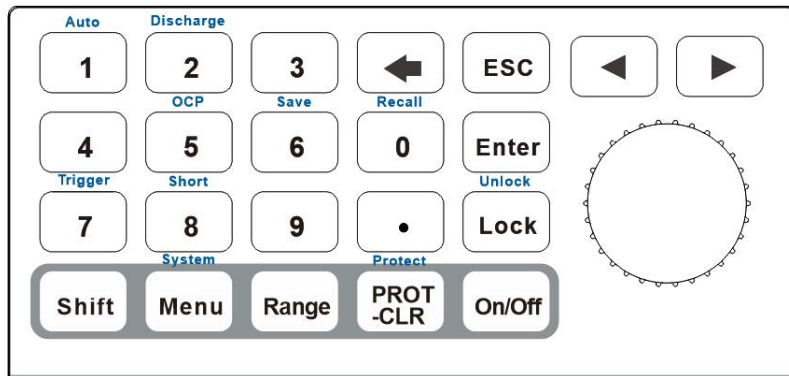 Auto Discharge
1 2 3 ESC
OCP Save Recall
4 5 6 0 Enter
Trigger Short Unlock
7 8 9 . Lock
System Protect
Shift Menu Range PROT -CLR On/Off